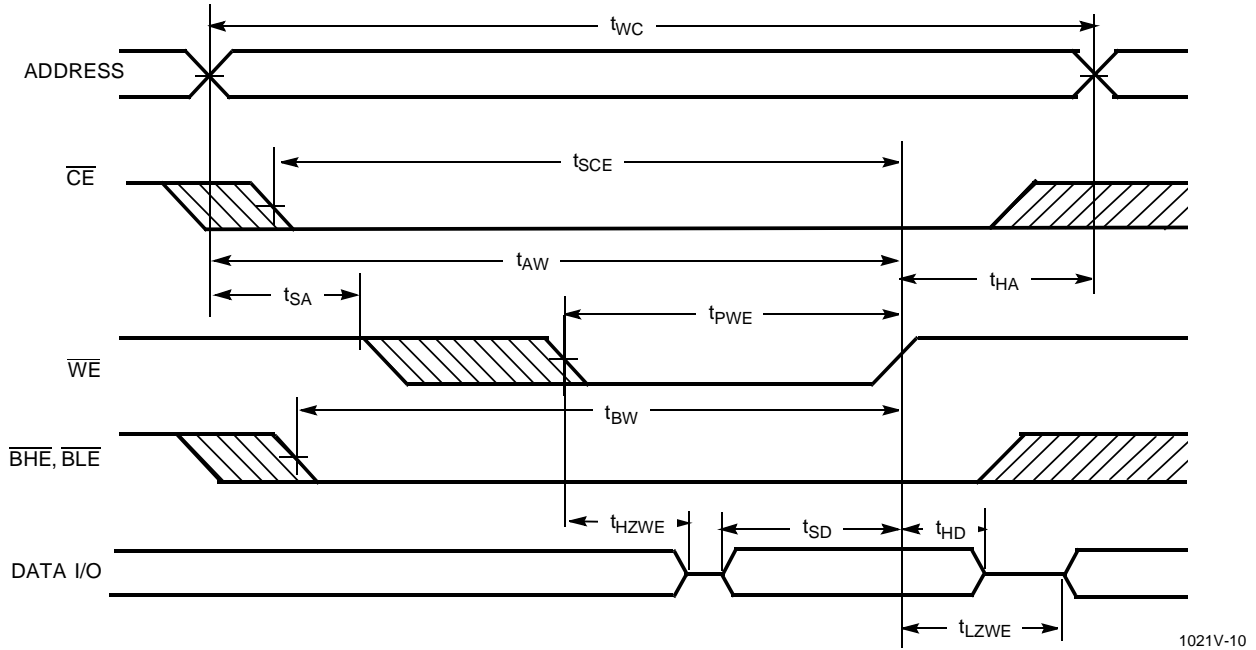 tWC
ADDRESS
tSCE
CE
tAW
tSA
tHA
tPWE
WE
tBW
BHE, BLE
tHZWE
tSD
tHD
DATA I/O
tLZWE
1021V-10